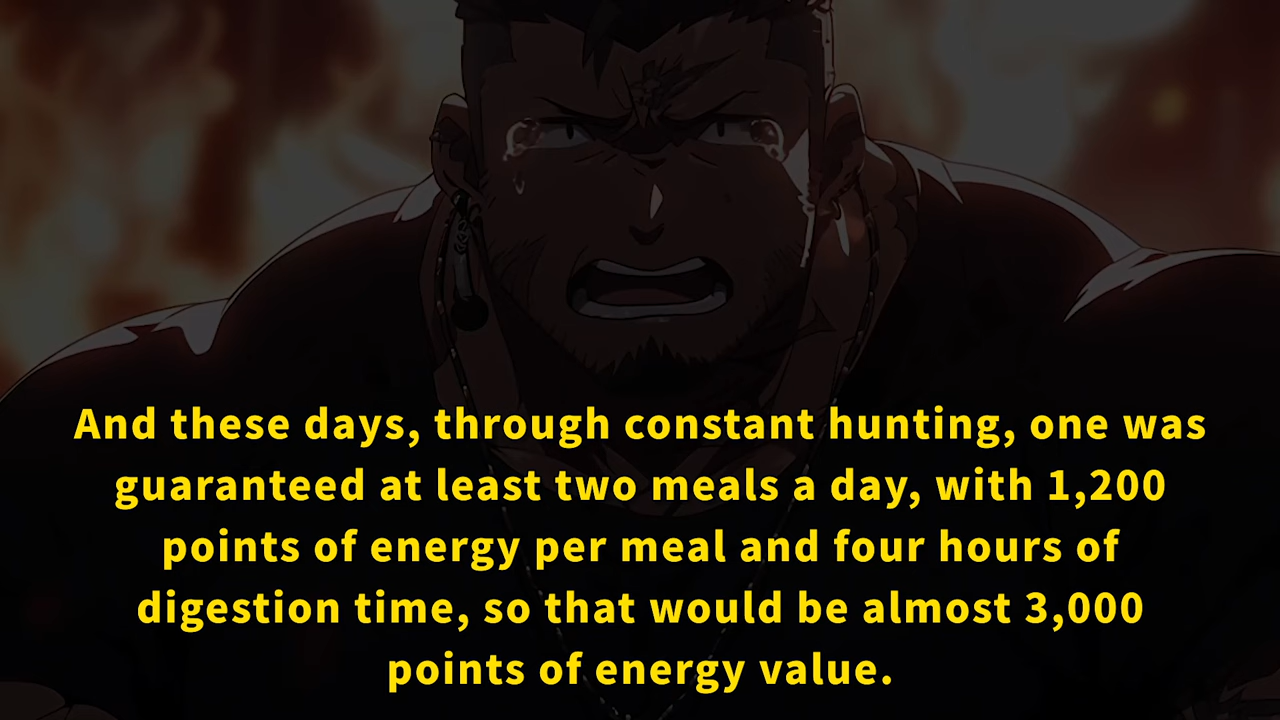 And these days, through constant hunting, one was
guaranteed at least two meals a day, with 1,200
points of energy per meal and four hours of
digestion time, so that would be almost 3,000
points of energy value.